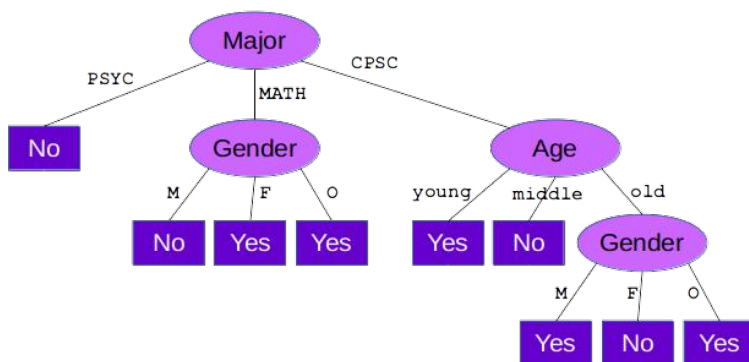 Major
PSYC
MATH
CPSC
No
Gender
Age
M
F
O
young
middle
old
No
Yes
Yes
Yes
No
Gender
M
F
O
Yes
No
Yes